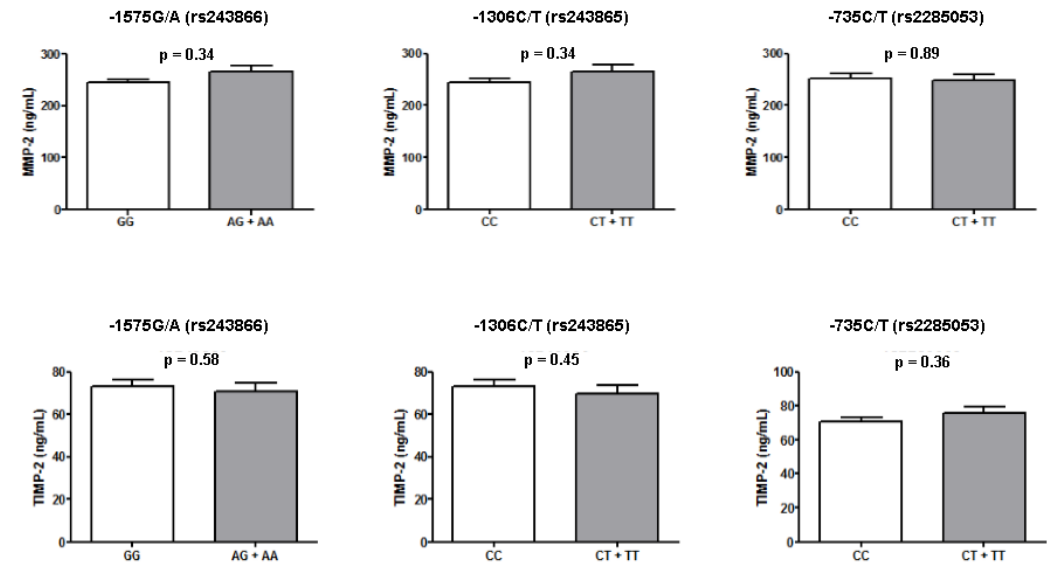 -1575G/A (rs243866)
p = 0.34
MMP-2 (ng/mL)
300
200
100
0
GG
AG + AA
-1306C/T (rs243865)
p = 0.34
MMP-2 (ng/mL)
300
200
100
0
CC
CT + TT
-735C/T (rs2285053)
p = 0.89
MMP-2 (ng/mL)
300
200
100
0
CC
CT + TT
-1575G/A (rs243866)
p = 0.58
TIMP-2 (ng/mL)
80
60
40
20
0
GG
AG + AA
-1306C/T (rs243865)
p = 0.45
TIMP-2 (ng/mL)
80
60
40
20
0
CC
CT + TT
-735C/T (rs2285053)
p = 0.36
TIMP-2 (ng/mL)
100
80
60
40
20
0
CC
CT + TT